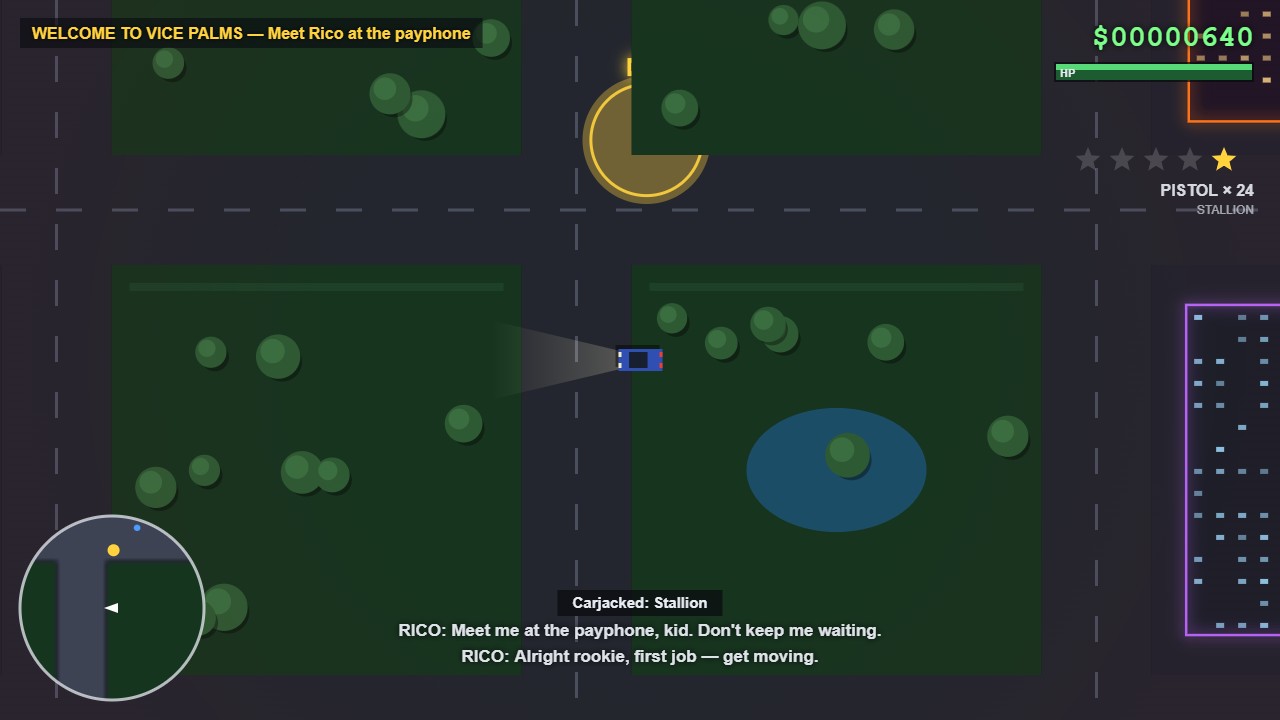 WELCOME TO VICE PALMS — Meet Rico at the payphone
$00000640
HP
PISTOL × 24
STALLION
Carjacked: Stallion
RICO: Meet me at the payphone, kid. Don't keep me waiting.
RICO: Alright rookie, first job — get moving.